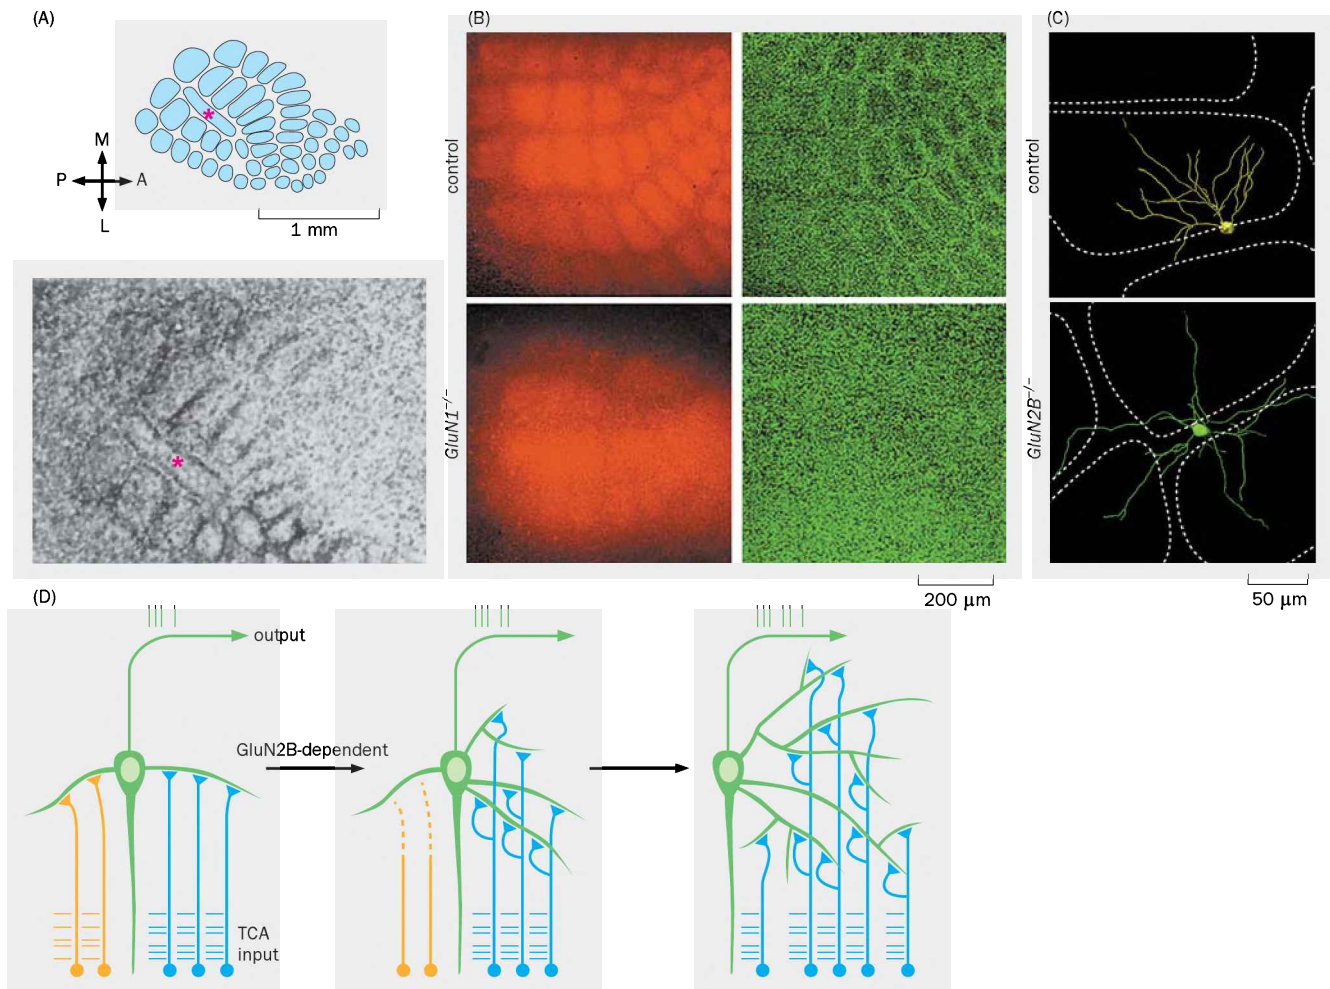 (A)
M
P
A
L
1 mm
*
*
(B)
control
GluN1⁻/⁻
200 µm
(C)
control
GluN2B⁻/⁻
50 µm
(D)
output
GluN2B-dependent
TCA
input